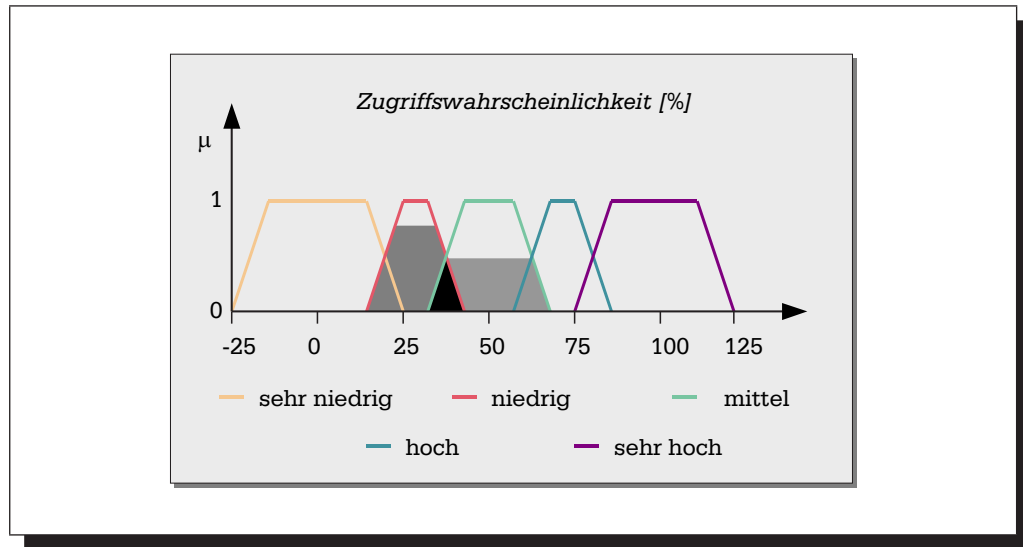 Zugriffswahrscheinlichkeit [%]
μ
1
0
-25 0 25 50 75 100 125
sehr niedrig niedrig mittel
hoch sehr hoch